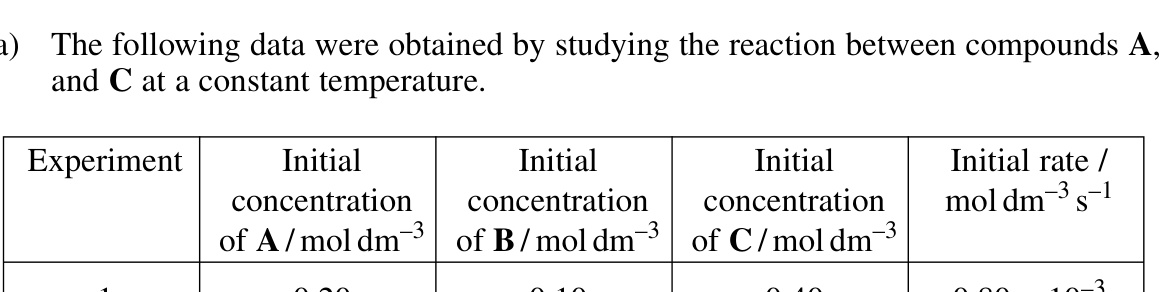 a) The following data were obtained by studying the reaction between compounds A,
and C at a constant temperature.
Experiment Initial concentration of A / mol dm⁻³ Initial concentration of B / mol dm⁻³ Initial concentration of C / mol dm⁻³ Initial rate / mol dm⁻³ s⁻¹